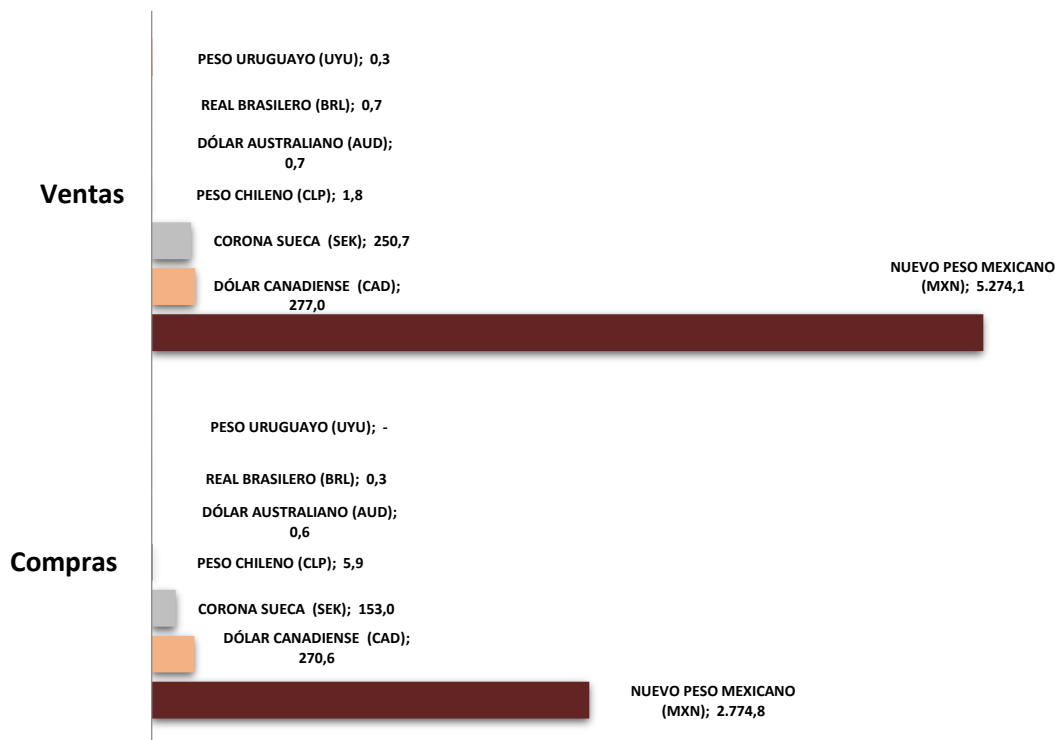 PESO URUGUAYO (UYU); 0,3
REAL BRASILERO (BRL); 0,7
DÓLAR AUSTRALIANO (AUD);
0,7
Ventas
PESO CHILENO (CLP); 1,8
CORONA SUECA (SEK); 250,7
NUEVO PESO MEXICANO
(MXN); 5.274,1
DÓLAR CANADIENSE (CAD);
277,0
PESO URUGUAYO (UYU); -
REAL BRASILERO (BRL); 0,3
DÓLAR AUSTRALIANO (AUD);
0,6
Compras
PESO CHILENO (CLP); 5,9
CORONA SUECA (SEK); 153,0
DÓLAR CANADIENSE (CAD);
270,6
NUEVO PESO MEXICANO
(MXN); 2.774,8